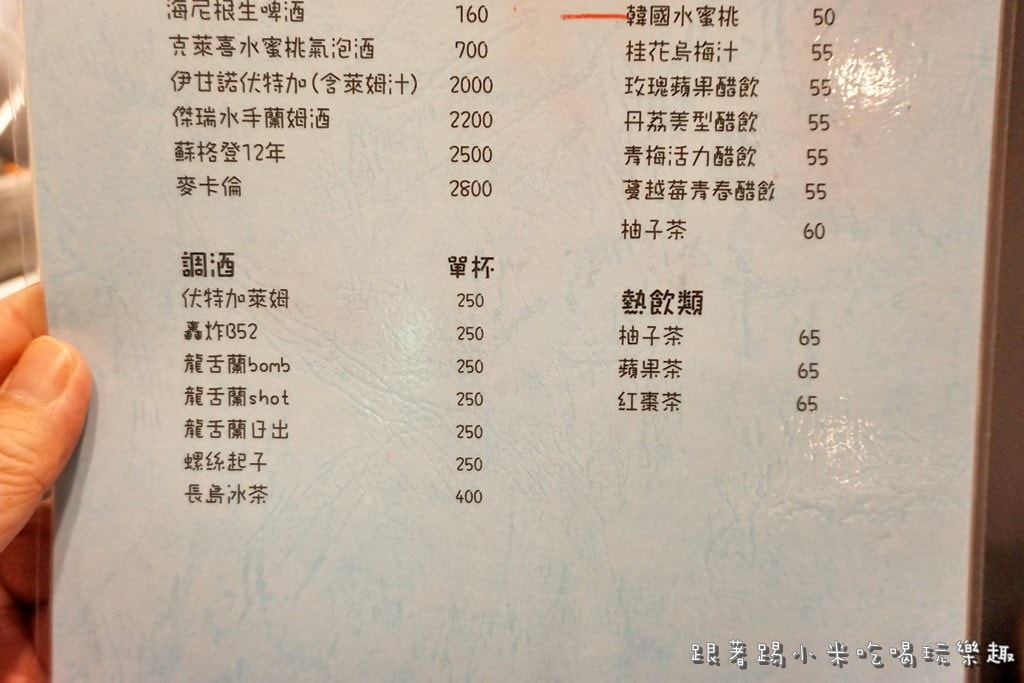 海尼根生啤酒 160
克萊喜水蜜桃氣泡酒 700
伊甘諾伏特加(含萊姆汁) 2000
傑瑞水手蘭姆酒 2200
蘇格登12年 2500
麥卡倫 2800
調酒 單杯
伏特加萊姆 250
轟炸B52 250
龍舌蘭bomb 250
龍舌蘭shot 250
龍舌蘭日出 250
螺絲起子 250
長島冰茶 400
韓國水蜜桃 50
桂花烏梅汁 55
玫瑰蘋果醋飲 55
丹荔美型醋飲 55
青梅活力醋飲 55
蔓越莓青春醋飲 55
柚子茶 60
熱飲類
柚子茶 65
蘋果茶 65
紅棗茶 65
跟著踢小米吃喝玩樂趣